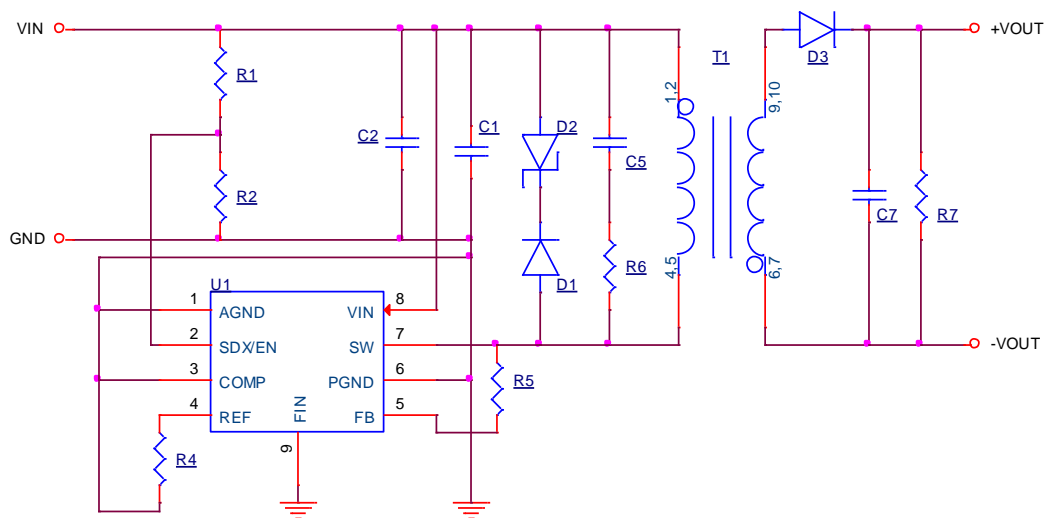 VIN
+VOUT
R1
T1
D3
1,2
9,10
C2
C1
D2
C5
R2
C7
R7
GND
R6
D1
4,5
6,7
U1
1
AGND
VIN
8
2
SDX/EN
SW
7
-VOUT
3
COMP
PGND
6
R5
4
REF
FIN
FB
5
R4
9